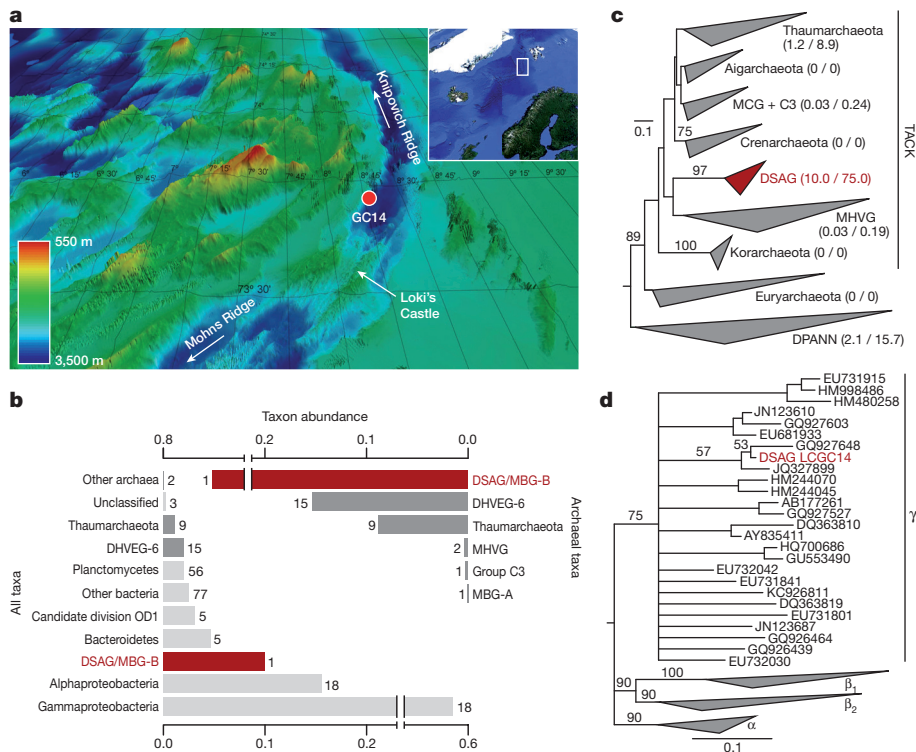 a
Knipovich Ridge
GC14
550 m
3,500 m
73º 30'
Loki's
Castle
Mohns Ridge
7º 30'
8º 15'
8º 45'
b
Taxon abundance
0.8 0.2 0.1 0.0
Other archaea 2 1 DSAG/MBG-B
Unclassified 3 15 DHVEG-6
Thaumarchaeota 9 9 Thaumarchaeota
DHVEG-6 15 2 MHVG
Planctomycetes 56 1 Group C3
Other bacteria 77 1 MBG-A
Candidate division OD1 5
Bacteroidetes 5
DSAG/MBG-B 1
Alphaproteobacteria 18
Gammaproteobacteria 18
0.0 0.1 0.2 0.6
All taxa
Archaeal taxa
c
Thaumarchaeota
(1.2 / 8.9)
Aigarchaeota (0 / 0)
MCG + C3 (0.03 / 0.24)
0.1
75
Crenarchaeota (0 / 0)
97
DSAG (10.0 / 75.0)
MHVG
(0.03 / 0.19)
89
100
Korarchaeota (0 / 0)
Euryarchaeota (0 / 0)
DPANN (2.1 / 15.7)
TACK
d
EU731915
HM998486
HM480258
JN123610
GQ927603
EU681933
57
53
GQ927648
DSAG LCGC14
JQ327899
HM244070
HM244045
AB177261
GQ927527
75
DQ363810
AY835411
HQ700686
GU553490
EU732042
EU731841
KC926811
DQ363819
EU731801
JN123687
GQ926464
GQ926439
EU732030
γ
100
β1
90
90
β2
90
α
0.1